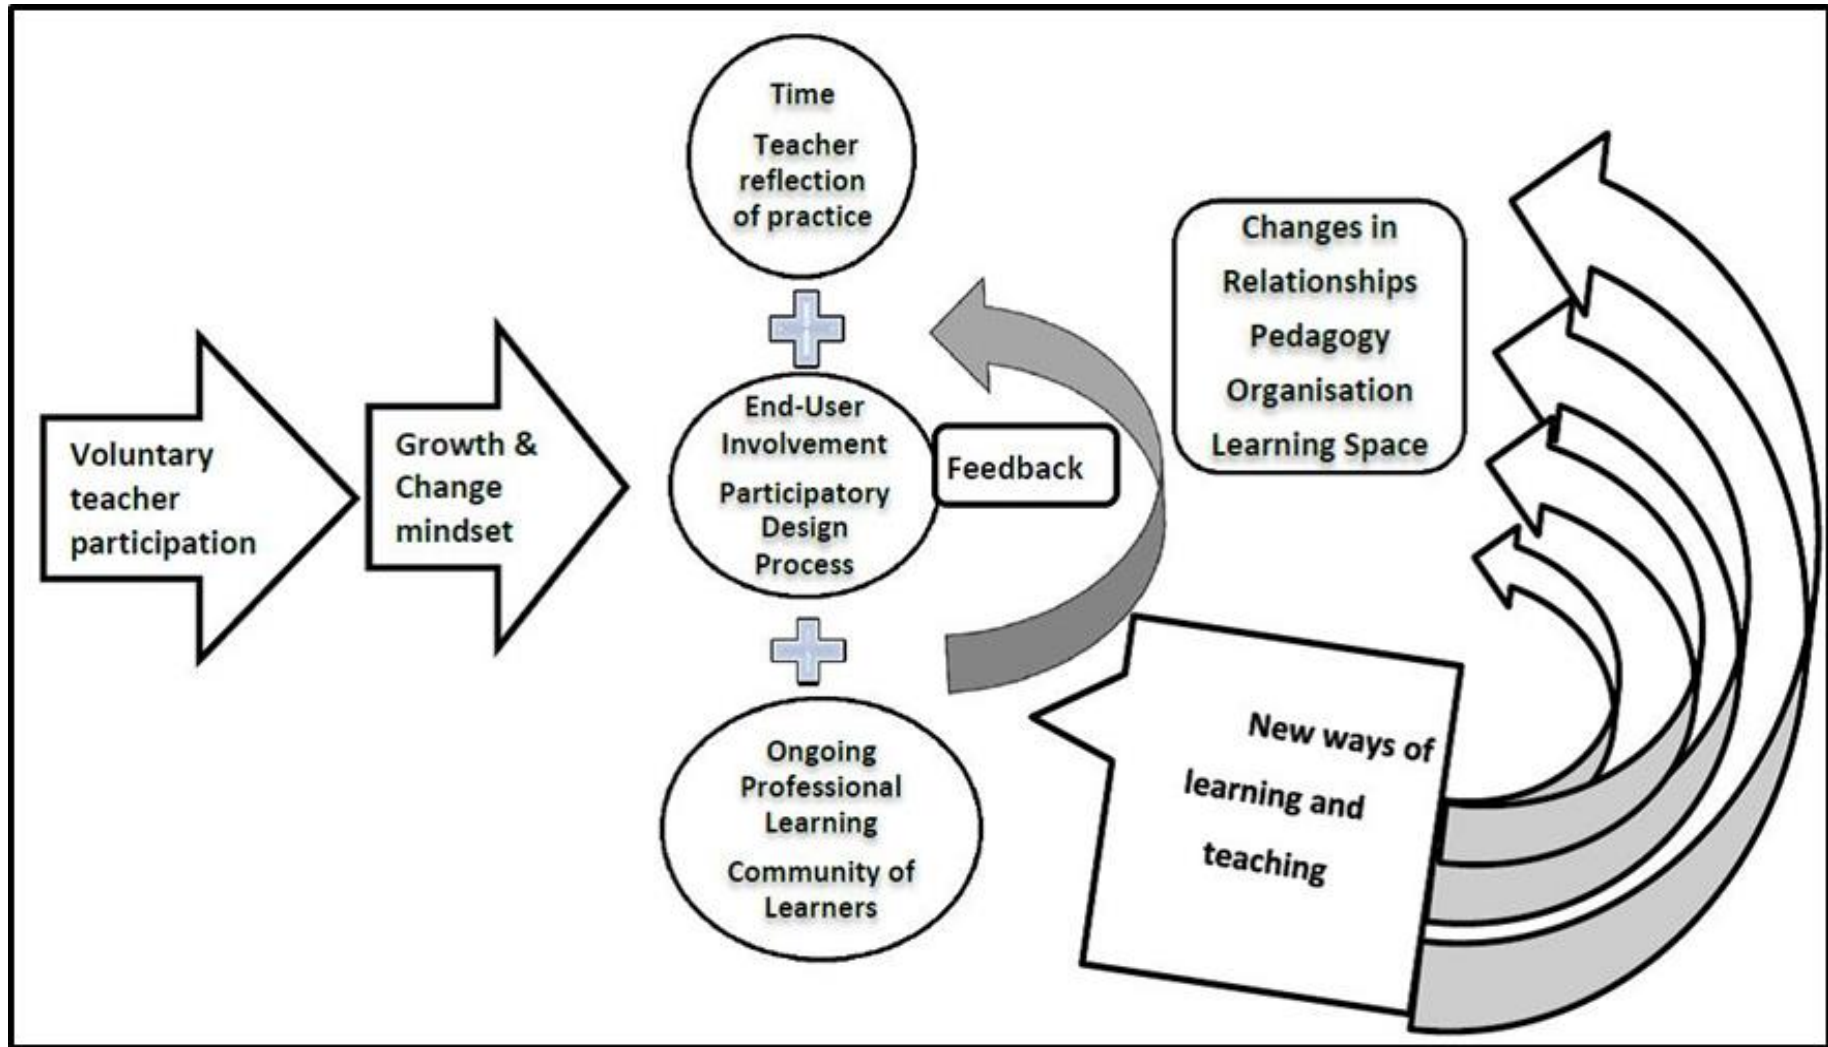 Voluntary
teacher
participation
Growth &
Change
mindset
Time
Teacher
reflection
of practice
End-User
Involvement
Participatory
Design
Process
Ongoing
Professional
Learning
Community of
Learners
Feedback
Changes in
Relationships
Pedagogy
Organisation
Learning Space
New ways of
learning and
teaching